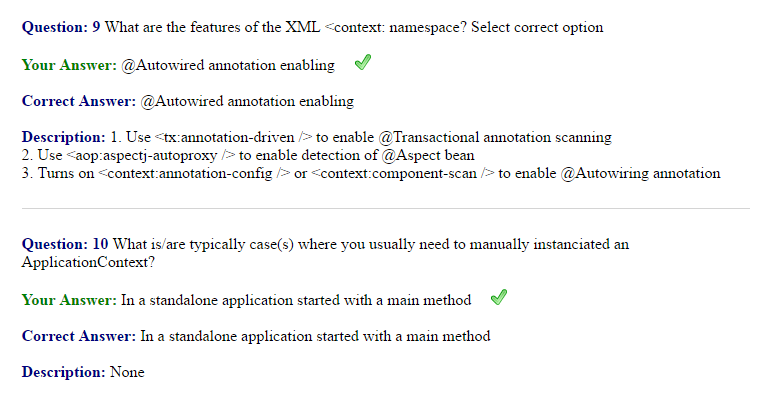 Question: 9 What are the features of the XML <context: namespace? Select correct option
Your Answer: @Autowired annotation enabling
Correct Answer: @Autowired annotation enabling
Description: 1. Use <tx:annotation-driven /> to enable @Transactional annotation scanning
2. Use <aop:aspectj-autoproxy /> to enable detection of @Aspect bean
3. Turns on <context:annotation-config /> or <context:component-scan /> to enable @Autowiring annotation
Question: 10 What is/are typically case(s) where you usually need to manually instanciated an
ApplicationContext?
Your Answer: In a standalone application started with a main method
Correct Answer: In a standalone application started with a main method
Description: None